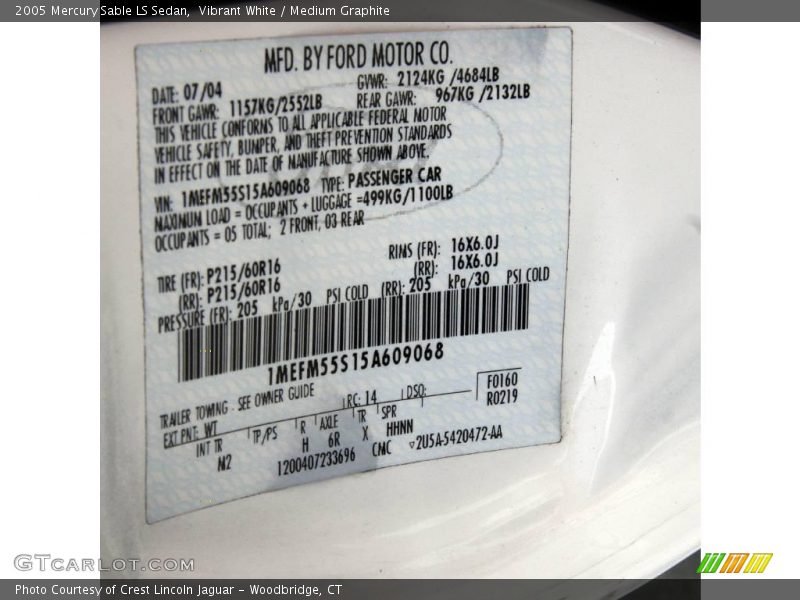 2005 Mercury Sable LS Sedan,  Vibrant White / Medium Graphite
MFD. BY FORD MOTOR CO.
DATE: 07/04 GVWR: 2124KG /4684LB
FRONT GAWR: 1157KG/2552LB REAR GAWR: 967KG /2132LB
THIS VEHICLE CONFORMS TO ALL APPLICABLE FEDERAL MOTOR
VEHICLE SAFETY, BUMPER, AND THEFT PREVENTION STANDARDS
IN EFFECT ON THE DATE OF MANUFACTURE SHOWN ABOVE.
VIN: 1MEFM55S15A609068 TYPE: PASSENGER CAR
MAXIMUM LOAD = OCCUPANTS + LUGGAGE =499KG/1100LB
OCCUPANTS = 05 TOTAL; 2 FRONT, 03 REAR
TIRE (FR): P215/60R16 RIMS (FR): 16X6.0J
(RR): P215/60R16 (RR): 16X6.0J
PRESSURE (FR): 205 kPa/30 PSI COLD (RR): 205 kPa/30 PSI COLD
1MEFM55S15A609068
TRAILER TOWING - SEE OWNER GUIDE
F0160
EXT PNT: WT RC: 14 DSO: R0219
INT TR TP/PS R AXLE TR SPR
M2 H 6R X HHNN
1200407233696 CMC ▿2U5A-5420472-AA
GTCARLOT.COM
Photo Courtesy of Crest Lincoln Jaguar - Woodbridge, CT